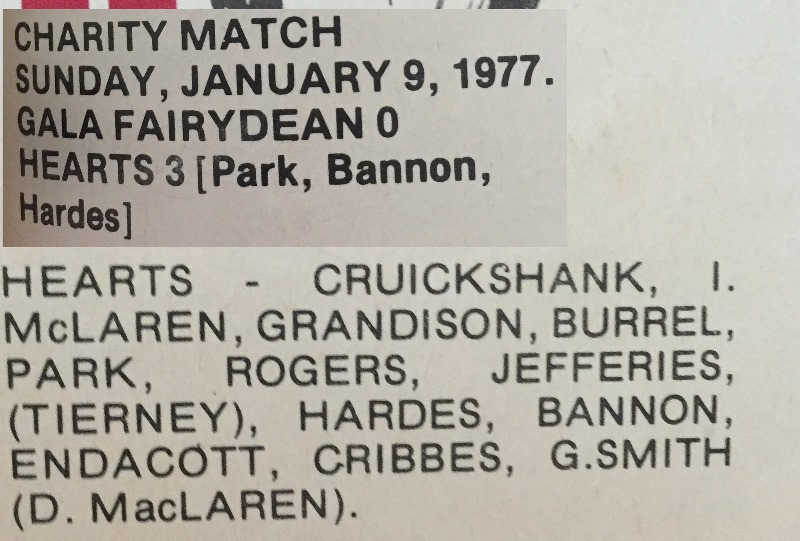 CHARITY MATCH
SUNDAY, JANUARY 9, 1977.
GALA FAIRYDEAN 0
HEARTS 3 [Park, Bannon,
Hardes]
HEARTS - CRUICKSHANK, I.
McLAREN, GRANDISON, BURREL,
PARK, ROGERS, JEFFERIES,
(TIERNEY), HARDES, BANNON,
ENDACOTT, CRIBBES, G.SMITH
(D. MacLAREN).